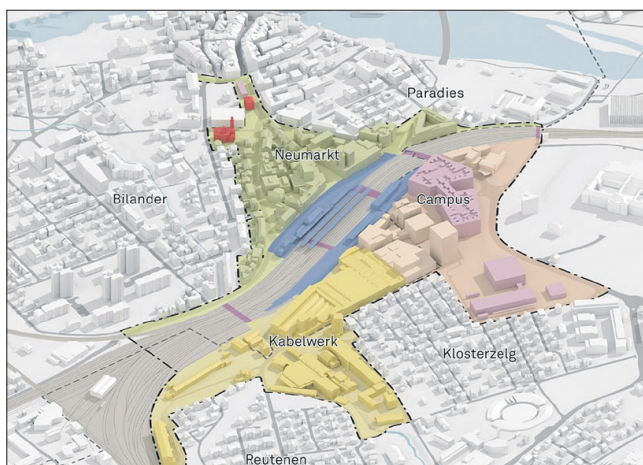 Paradies
Neumarkt
Bilander
Campus
Kabelwerk
Klosterzelg
Reutenen